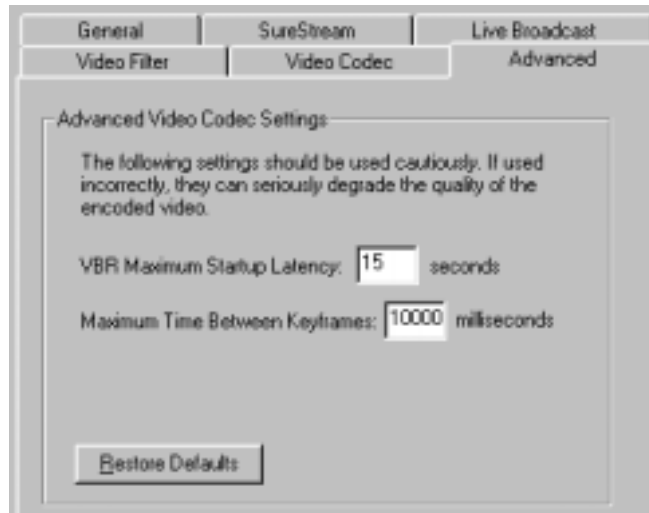 General SureStream Live Broadcast
Video Filter Video Codec Advanced
Advanced Video Codec Settings
The following settings should be used cautiously. If used
incorrectly, they can seriously degrade the quality of the
encoded video.
VBR Maximum Startup Latency: 15 seconds
Maximum Time Between Keyframes: 10000 milliseconds
Restore Defaults